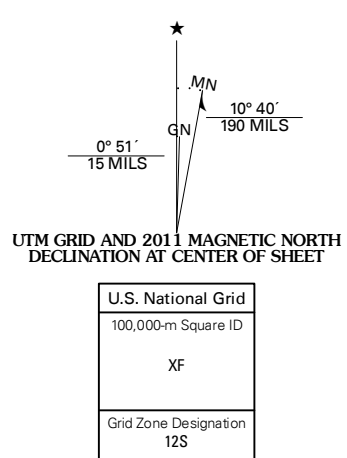 MN
10° 40´
190 MILS
GN
0° 51´
15 MILS
UTM GRID AND 2011 MAGNETIC NORTH
DECLINATION AT CENTER OF SHEET
U.S. National Grid
100,000-m Square ID
XF
Grid Zone Designation
12S